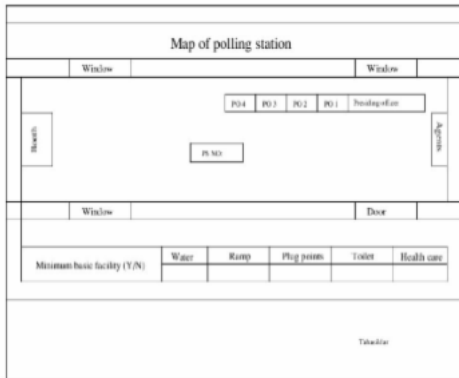 Map of polling station
Window Window
PO 4 PO 3 PO 2 PO 1 Presiding officer
Booth
Agents
PS NO:
Window Door
Minimum basic facility (Y/N) Water Ramp Plug points Toilet Health care
Tahasildar